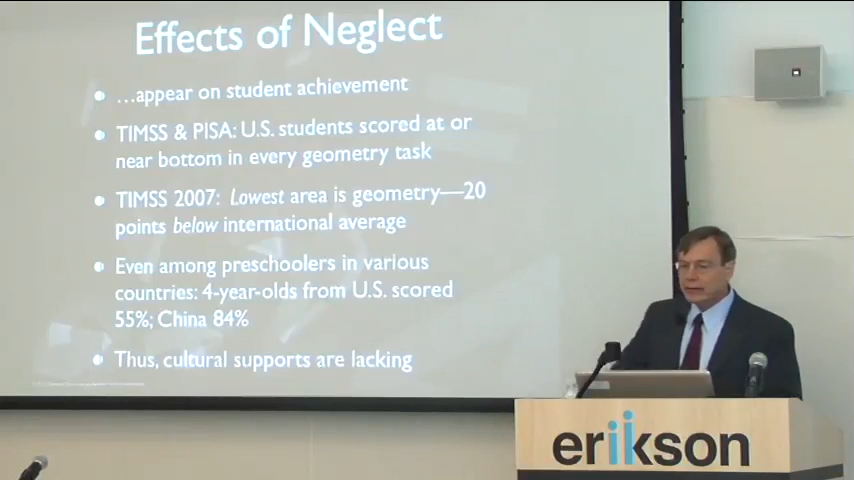 Effects of Neglect
• ...appear on student achievement
• TIMSS & PISA: U.S. students scored at or
near bottom in every geometry task
• TIMSS 2007: Lowest area is geometry—20
points below international average
• Even among preschoolers in various
countries: 4-year-olds from U.S. scored
55%; China 84%
• Thus, cultural supports are lacking
erikson